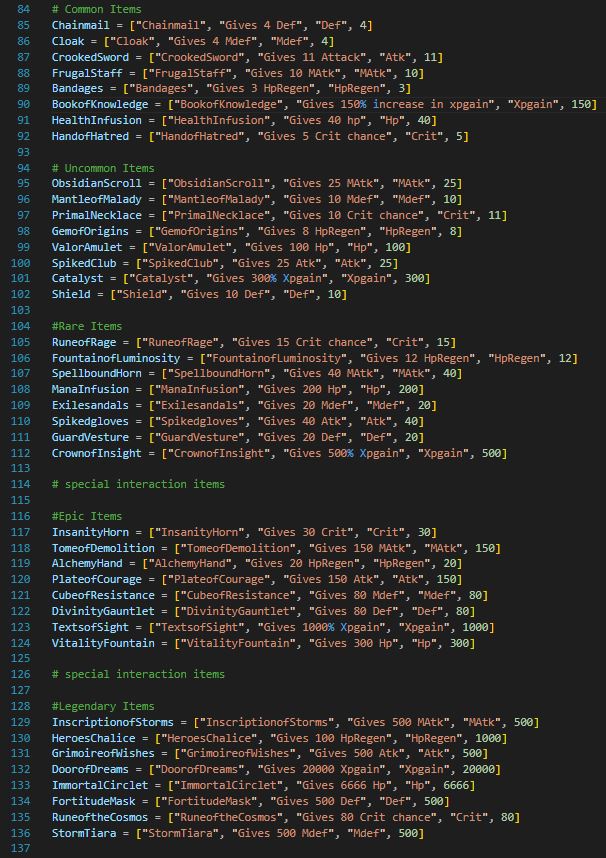 84 # Common Items
85 Chainmail = ["Chainmail", "Gives 4 Def", "Def", 4]
86 Cloak = ["Cloak", "Gives 4 Mdef", "Mdef", 4]
87 CrookedSword = ["CrookedSword", "Gives 11 Attack", "Atk", 11]
88 FrugalStaff = ["FrugalStaff", "Gives 10 MAtk", "MAtk", 10]
89 Bandages = ["Bandages", "Gives 3 HpRegen", "HpRegen", 3]
90 BookofKnowledge = ["BookofKnowledge", "Gives 150% increase in xpgain", "Xpgain", 150]
91 HealthInfusion = ["HealthInfusion", "Gives 40 hp", "Hp", 40]
92 HandofHatred = ["HandofHatred", "Gives 5 Crit chance", "Crit", 5]
93
94 # Uncommon Items
95 ObsidianScroll = ["ObsidianScroll", "Gives 25 MAtk", "MAtk", 25]
96 MantleofMalady = ["MantleofMalady", "Gives 10 Mdef", "Mdef", 10]
97 PrimalNecklace = ["PrimalNecklace", "Gives 10 Crit chance", "Crit", 11]
98 GemofOrigins = ["GemofOrigins", "Gives 8 HpRegen", "HpRegen", 8]
99 ValorAmulet = ["ValorAmulet", "Gives 100 Hp", "Hp", 100]
100 SpikedClub = ["SpikedClub", "Gives 25 Atk", "Atk", 25]
101 Catalyst = ["Catalyst", "Gives 300% Xpgain", "Xpgain", 300]
102 Shield = ["Shield", "Gives 10 Def", "Def", 10]
103
104 #Rare Items
105 RuneofRage = ["RuneofRage", "Gives 15 Crit chance", "Crit", 15]
106 FountainofLuminosity = ["FountainofLuminosity", "Gives 12 HpRegen", "HpRegen", 12]
107 SpellboundHorn = ["SpellboundHorn", "Gives 40 MAtk", "MAtk", 40]
108 ManaInfusion = ["ManaInfusion", "Gives 200 Hp", "Hp", 200]
109 Exilesandals = ["Exilesandals", "Gives 20 Mdef", "Mdef", 20]
110 Spikedgloves = ["Spikedgloves", "Gives 40 Atk", "Atk", 40]
111 GuardVesture = ["GuardVesture", "Gives 20 Def", "Def", 20]
112 CrownofInsight = ["CrownofInsight", "Gives 500% Xpgain", "Xpgain", 500]
113
114 # special interaction items
115
116 #Epic Items
117 InsanityHorn = ["InsanityHorn", "Gives 30 Crit", "Crit", 30]
118 TomeofDemolition = ["TomeofDemolition", "Gives 150 MAtk", "MAtk", 150]
119 AlchemyHand = ["AlchemyHand", "Gives 20 HpRegen", "HpRegen", 20]
120 PlateofCourage = ["PlateofCourage", "Gives 150 Atk", "Atk", 150]
121 CubeofResistance = ["CubeofResistance", "Gives 80 Mdef", "Mdef", 80]
122 DivinityGauntlet = ["DivinityGauntlet", "Gives 80 Def", "Def", 80]
123 TextsofSight = ["TextsofSight", "Gives 1000% Xpgain", "Xpgain", 1000]
124 VitalityFountain = ["VitalityFountain", "Gives 300 Hp", "Hp", 300]
125
126 # special interaction items
127
128 #Legendary Items
129 InscriptionofStorms = ["InscriptionofStorms", "Gives 500 MAtk", "MAtk", 500]
130 HeroesChalice = ["HeroesChalice", "Gives 100 HpRegen", "HpRegen", 1000]
131 GrimoireofWishes = ["GrimoireofWishes", "Gives 500 Atk", "Atk", 500]
132 DoorofDreams = ["DoorofDreams", "Gives 20000 Xpgain", "Xpgain", 20000]
133 ImmortalCirclet = ["ImmortalCirclet", "Gives 6666 Hp", "Hp", 6666]
134 FortitudeMask = ["FortitudeMask", "Gives 500 Def", "Def", 500]
135 RuneoftheCosmos = ["RuneoftheCosmos", "Gives 80 Crit chance", "Crit", 80]
136 StormTiara = ["StormTiara", "Gives 500 Mdef", "Mdef", 500]
137